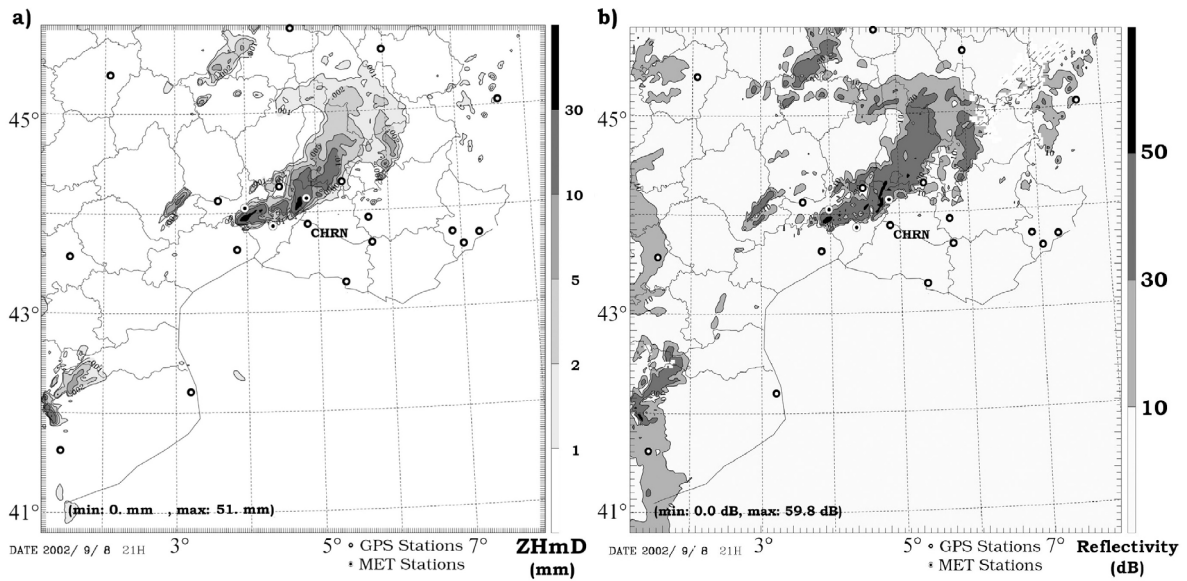 a)
30
10
5
2
1
45°
43°
41°
CHRN
(min: 0. mm , max: 51. mm)
DATE 2002/ 9/ 8 21H
3°
5°
7°
GPS Stations
MET Stations
ZHmD
(mm)
b)
50
30
10
45°
43°
41°
CHRN
(min: 0.0 dB, max: 59.8 dB)
DATE 2002/ 9/ 8 21H
3°
5°
7°
GPS Stations
MET Stations
Reflectivity
(dB)